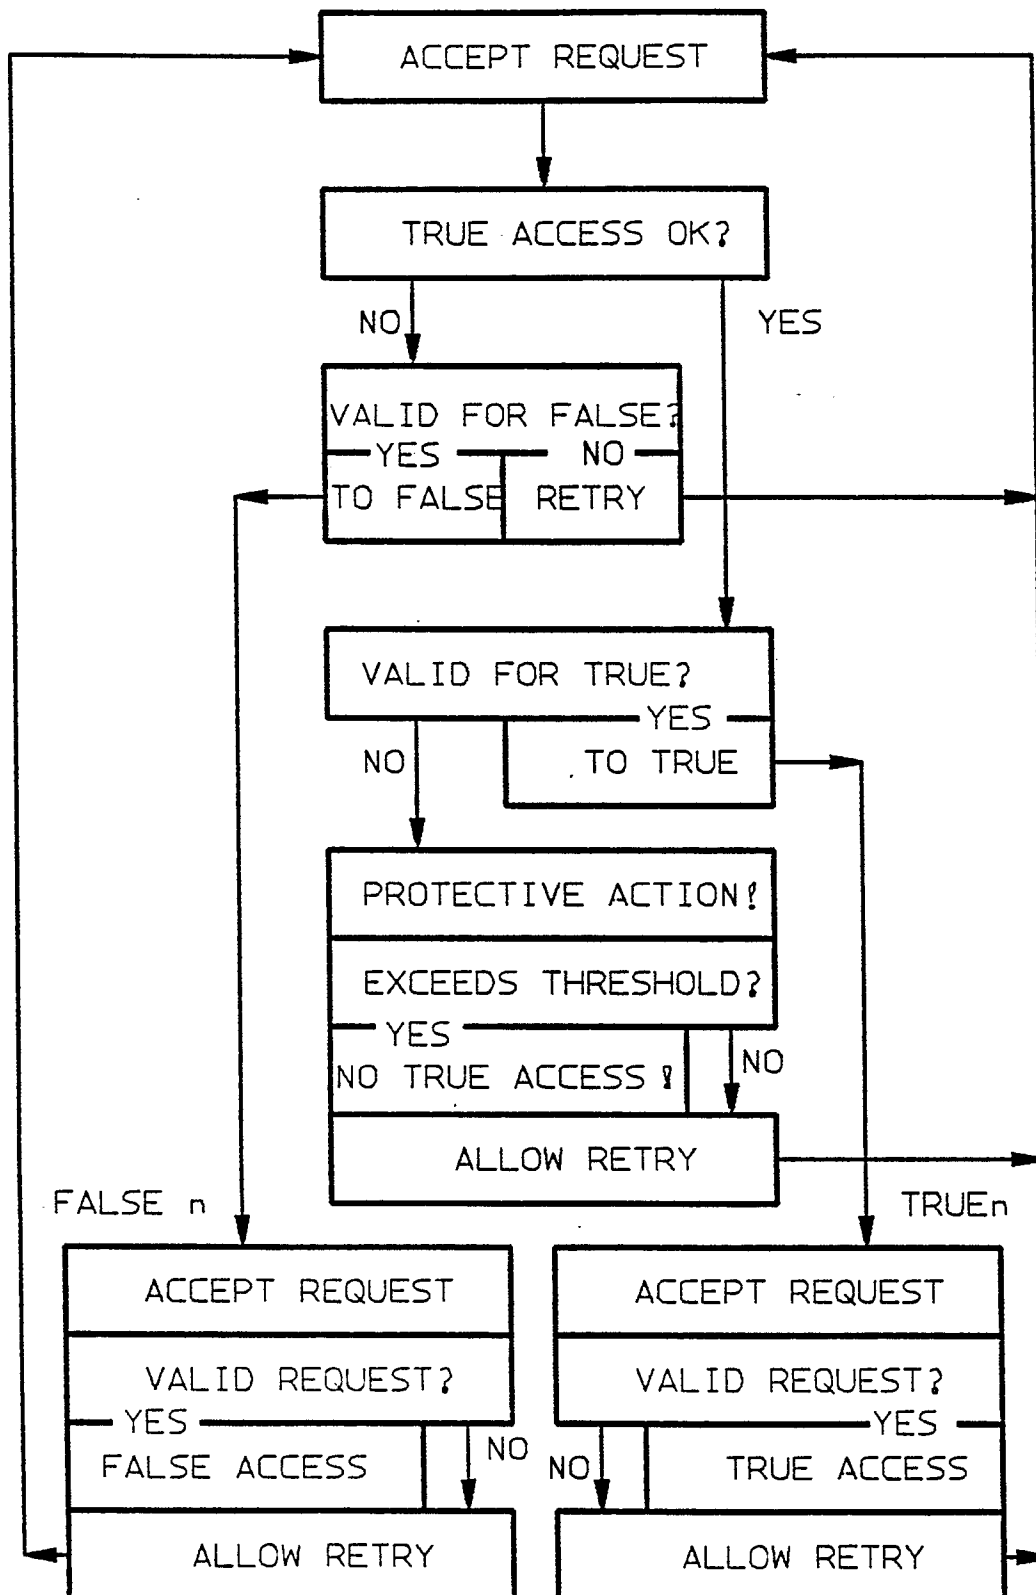 ACCEPT REQUEST
TRUE ACCESS OK?
NO
YES
VALID FOR FALSE?
YES
NO
TO FALSE
RETRY
VALID FOR TRUE?
YES
NO
TO TRUE
PROTECTIVE ACTION!
EXCEEDS THRESHOLD?
YES
NO
NO TRUE ACCESS!
ALLOW RETRY
FALSE n
TRUEn
ACCEPT REQUEST
VALID REQUEST?
YES
NO
FALSE ACCESS
ALLOW RETRY
ACCEPT REQUEST
VALID REQUEST?
YES
NO
TRUE ACCESS
ALLOW RETRY